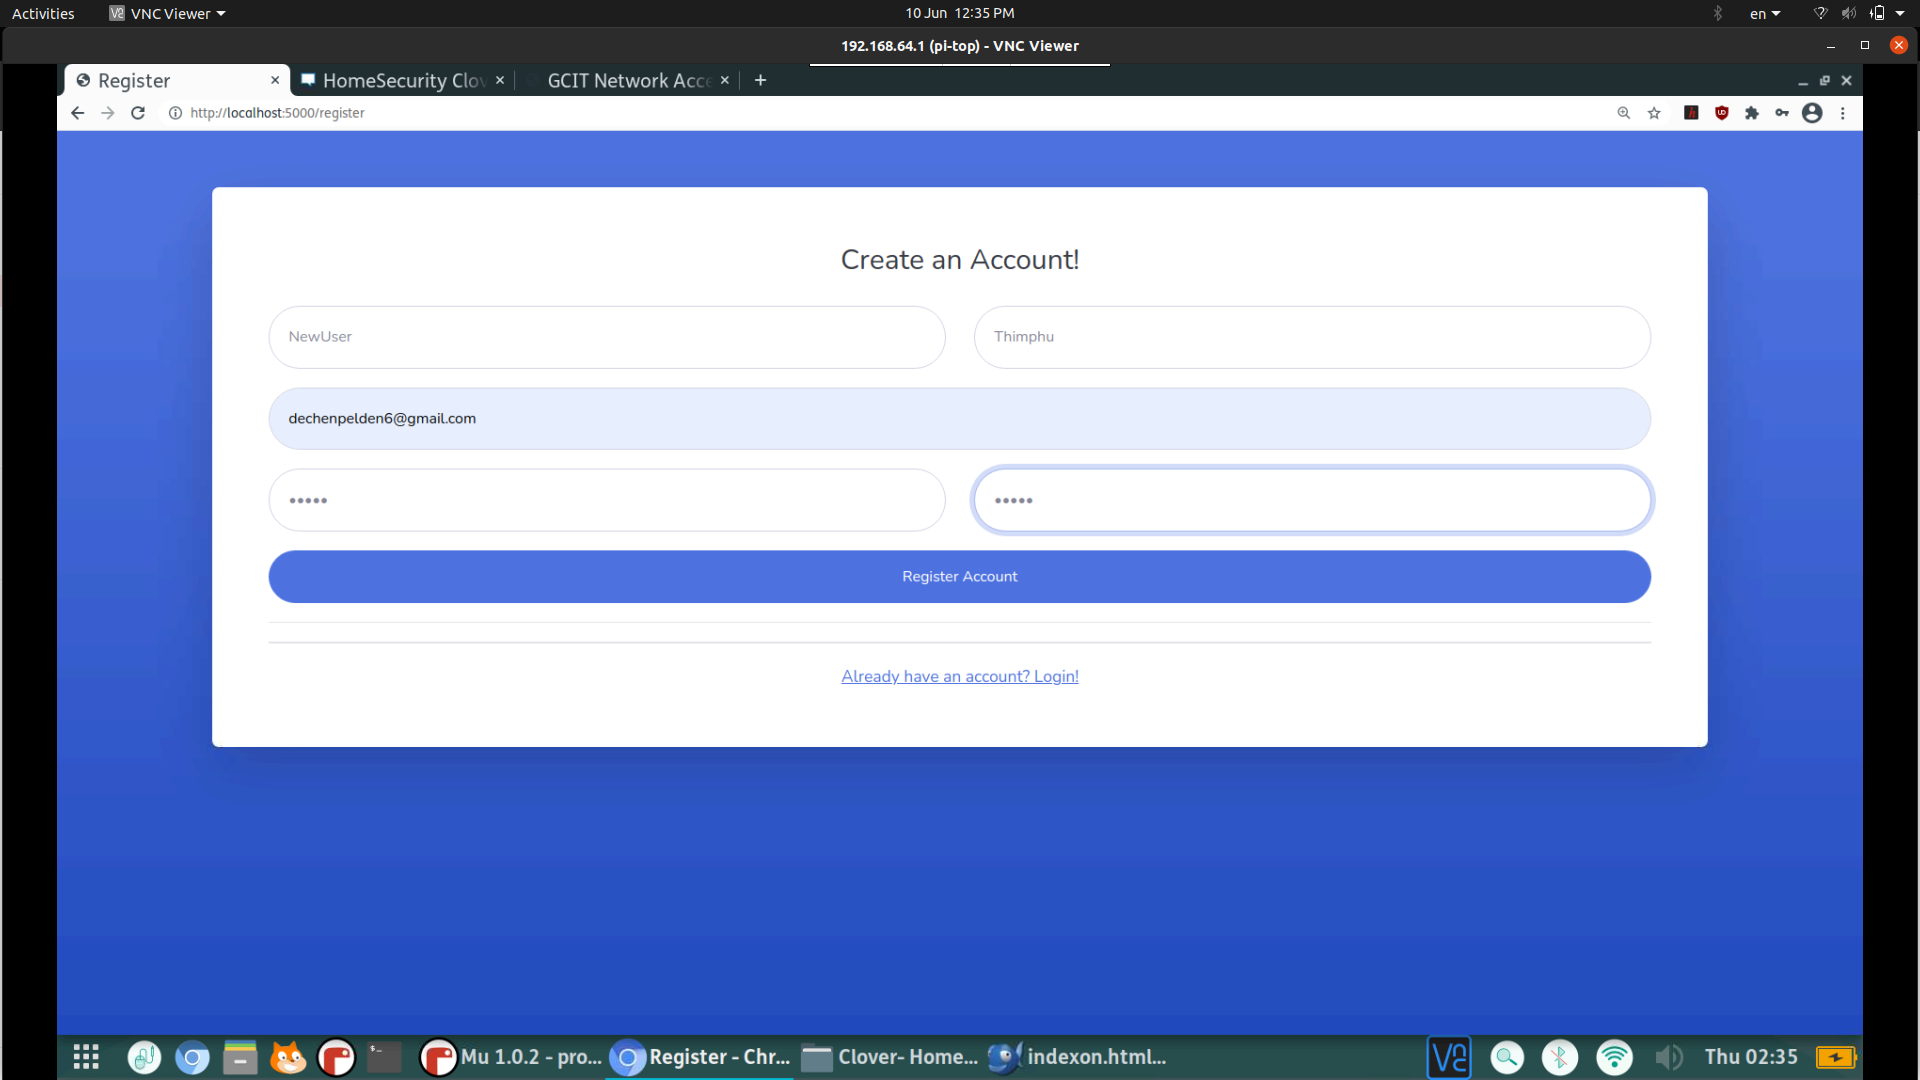 Activities VNC Viewer 10 Jun 12:35 PM en
192.168.64.1 (pi-top) - VNC Viewer
Register HomeSecurity Clov GCIT Network Acce
http://localhost:5000/register
Create an Account!
NewUser Thimphu
dechenpelden6@gmail.com
••••• •••••
Register Account
Already have an account? Login!
Mu 1.0.2 - pro... Register - Chr... Clover- Home... indexon.html... Thu 02:35